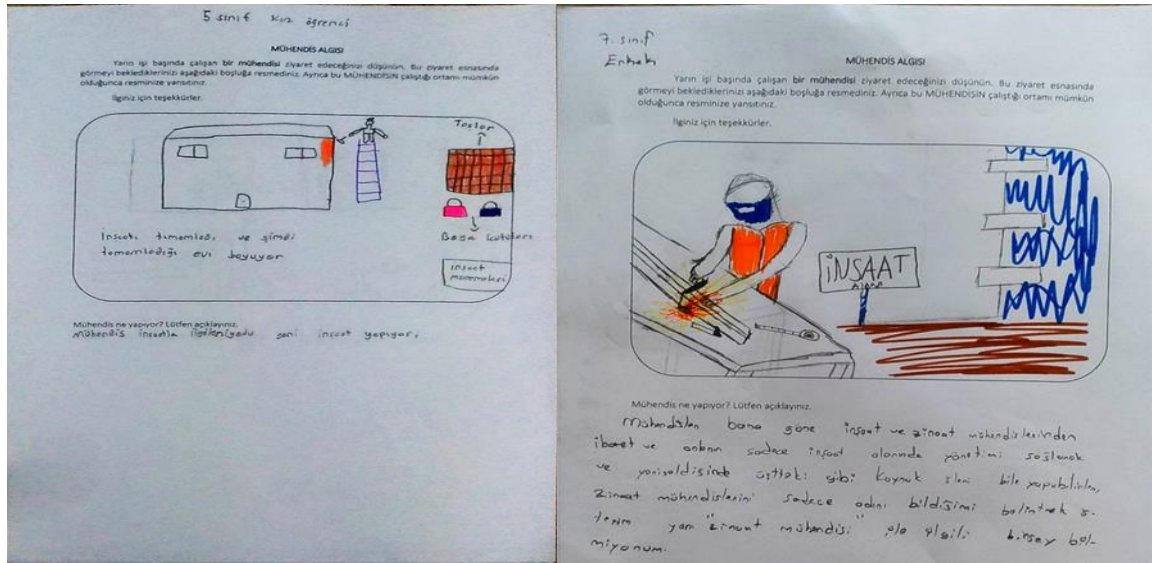 5 sınıf kız öğrenci
MÜHENDİS ALGISI
Yarın işi başında çalışan bir mühendisi ziyaret edeceğinizi düşünün. Bu ziyaret esnasında
görmeyi beklediklerinizi aşağıdaki boşluğa resmediniz. Ayrıca bu MÜHENDİSİN çalıştığı ortamı mümkün
olduğunca resminize yansıtınız.
İlginiz için teşekkürler.
Taşlar
Boya kutuları
inşaat
malzemeleri
İnşaatı tamamladı ve şimdi
tamamladığı evi boyuyor
Mühendis ne yapıyor? Lütfen açıklayınız.
Mühendis inşaatla ilgileniyodu yani inşaat yapıyor.
7. sınıf
Erkek
MÜHENDİS ALGISI
Yarın işi başında çalışan bir mühendisi ziyaret edeceğinizi düşünün. Bu ziyaret esnasında
görmeyi beklediklerinizi aşağıdaki boşluğa resmediniz. Ayrıca bu MÜHENDİSİN çalıştığı ortamı mümkün
olduğunca resminize yansıtınız.
İlginiz için teşekkürler.
İNŞAAT
Mühendis ne yapıyor? Lütfen açıklayınız.
Mühendisler bana göre inşaat ve ziraat mühendislerinden
ibaret ve onların sadece inşaat alanında yönetimi sağlamak
ve üstteki gibi kaynak işleri bile yapabilirler,
ziraat mühendislerini sadece adını bildiğimi belirtmek is-
terim yani "ziraat mühendisi" ile ilgili birşey bil-
miyorum.